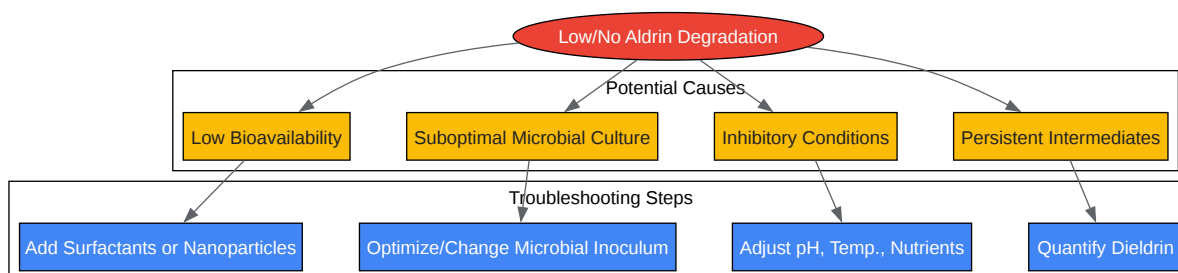 Low/No Aldrin Degradation
Potential Causes
Low Bioavailability
Suboptimal Microbial Culture
Inhibitory Conditions
Persistent Intermediates
Troubleshooting Steps
Add Surfactants or Nanoparticles
Optimize/Change Microbial Inoculum
Adjust pH, Temp., Nutrients
Quantify Dieldrin